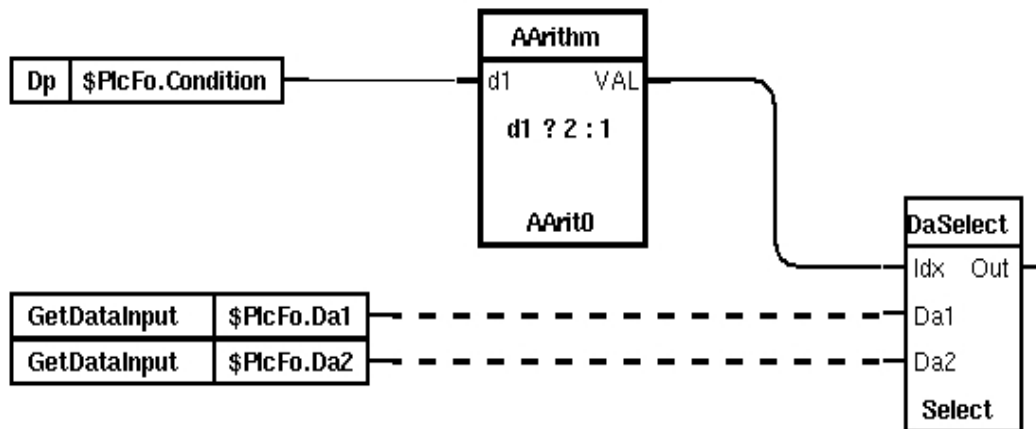 AArithm
Dp $PlcFo.Condition
d1 VAL
d1 ? 2 : 1
AArit0
DaSelect
Idx Out
GetDataInput $PlcFo.Da1
Da1
GetDataInput $PlcFo.Da2
Da2
Select